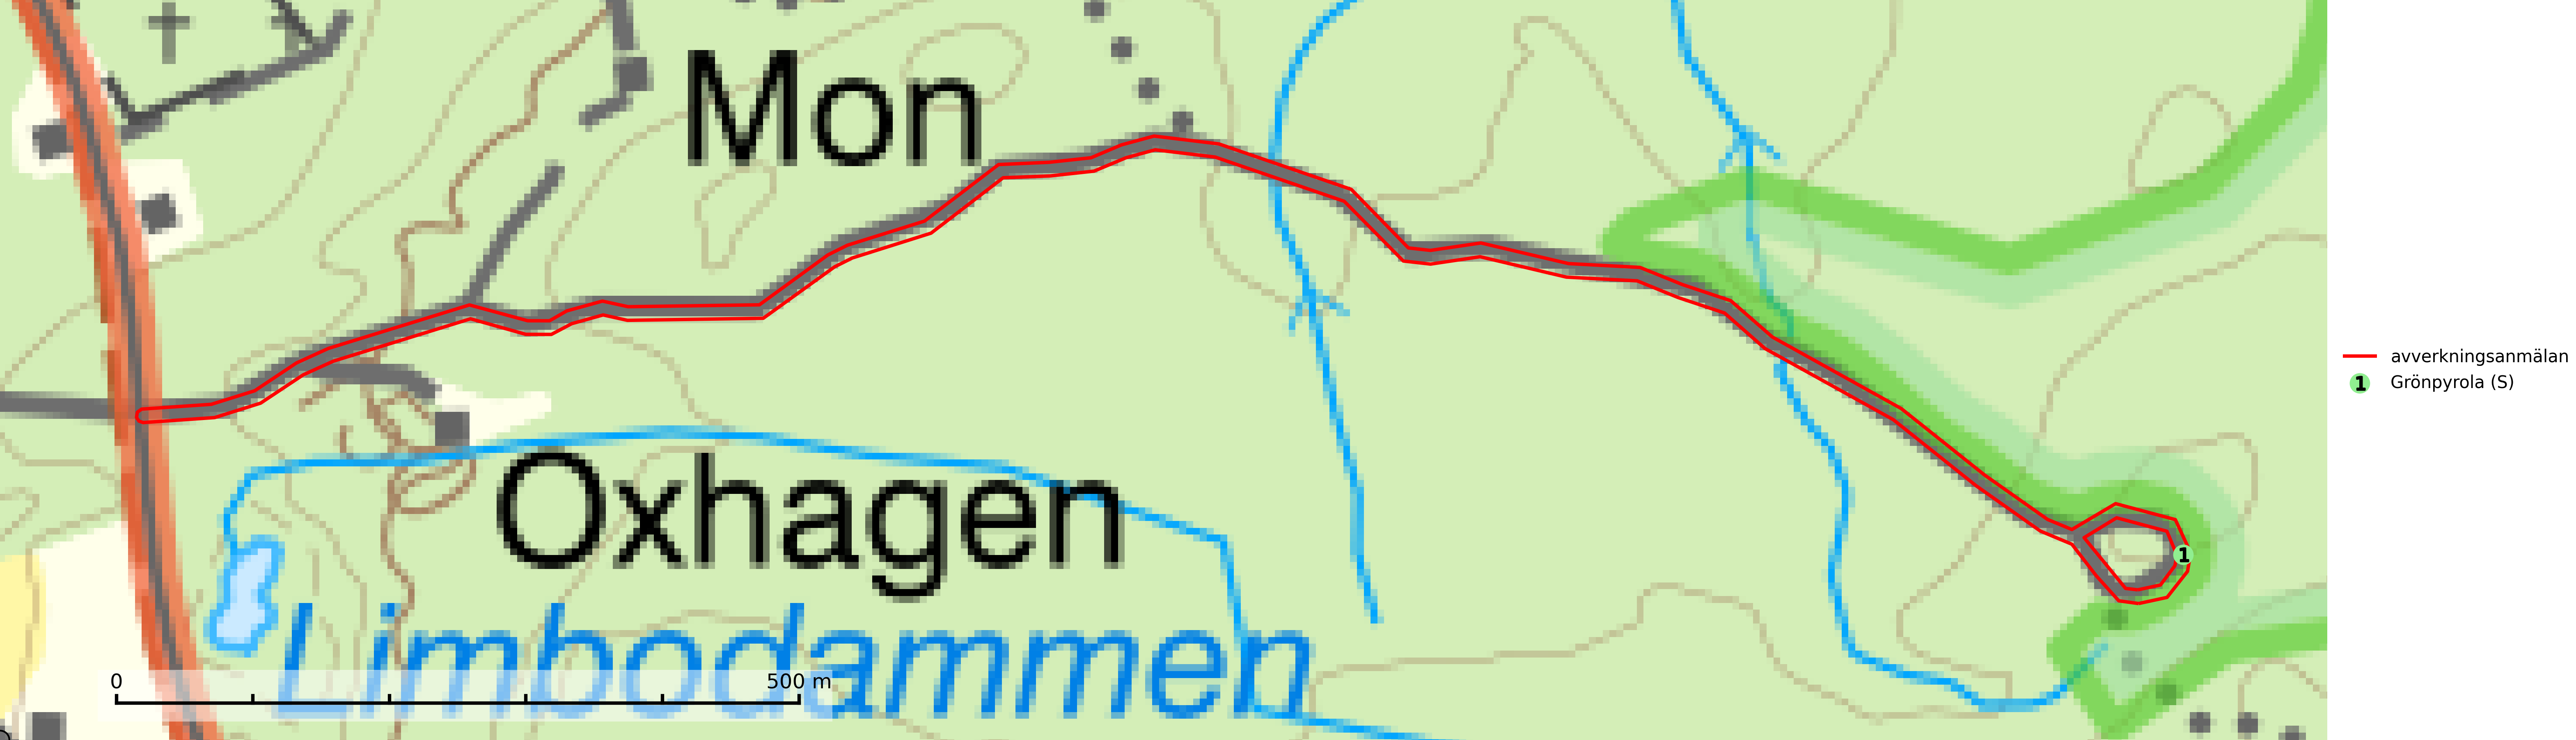 Mon
avverkningsanmälan
1 Grönpyrola (S)
Oxhagen
1
Limbodammen
0 500 m